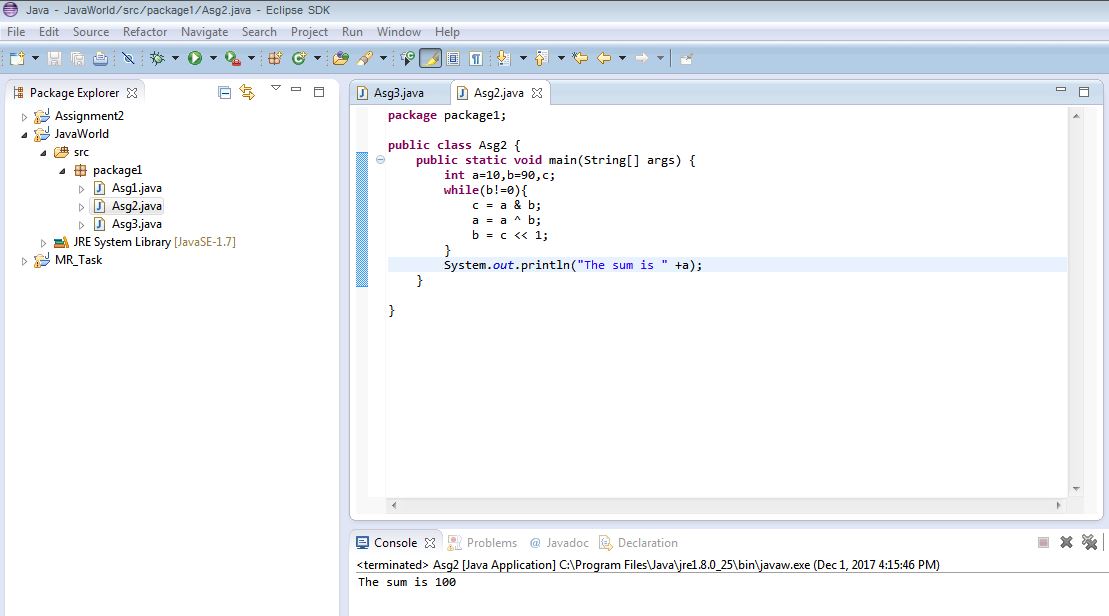 Java - JavaWorld/src/package1/Asg2.java - Eclipse SDK
File Edit Source Refactor Navigate Search Project Run Window Help
Package Explorer
Assignment2
JavaWorld
src
package1
Asg1.java
Asg2.java
Asg3.java
JRE System Library [JavaSE-1.7]
MR_Task
Asg3.java Asg2.java
package package1;
public class Asg2 {
public static void main(String[] args) {
int a=10,b=90,c;
while(b!=0){
c = a & b;
a = a ^ b;
b = c << 1;
}
System.out.println("The sum is " +a);
}
}
Console Problems @ Javadoc Declaration
<terminated> Asg2 [Java Application] C:\Program Files\Java\jre1.8.0_25\bin\javaw.exe (Dec 1, 2017 4:15:46 PM)
The sum is 100